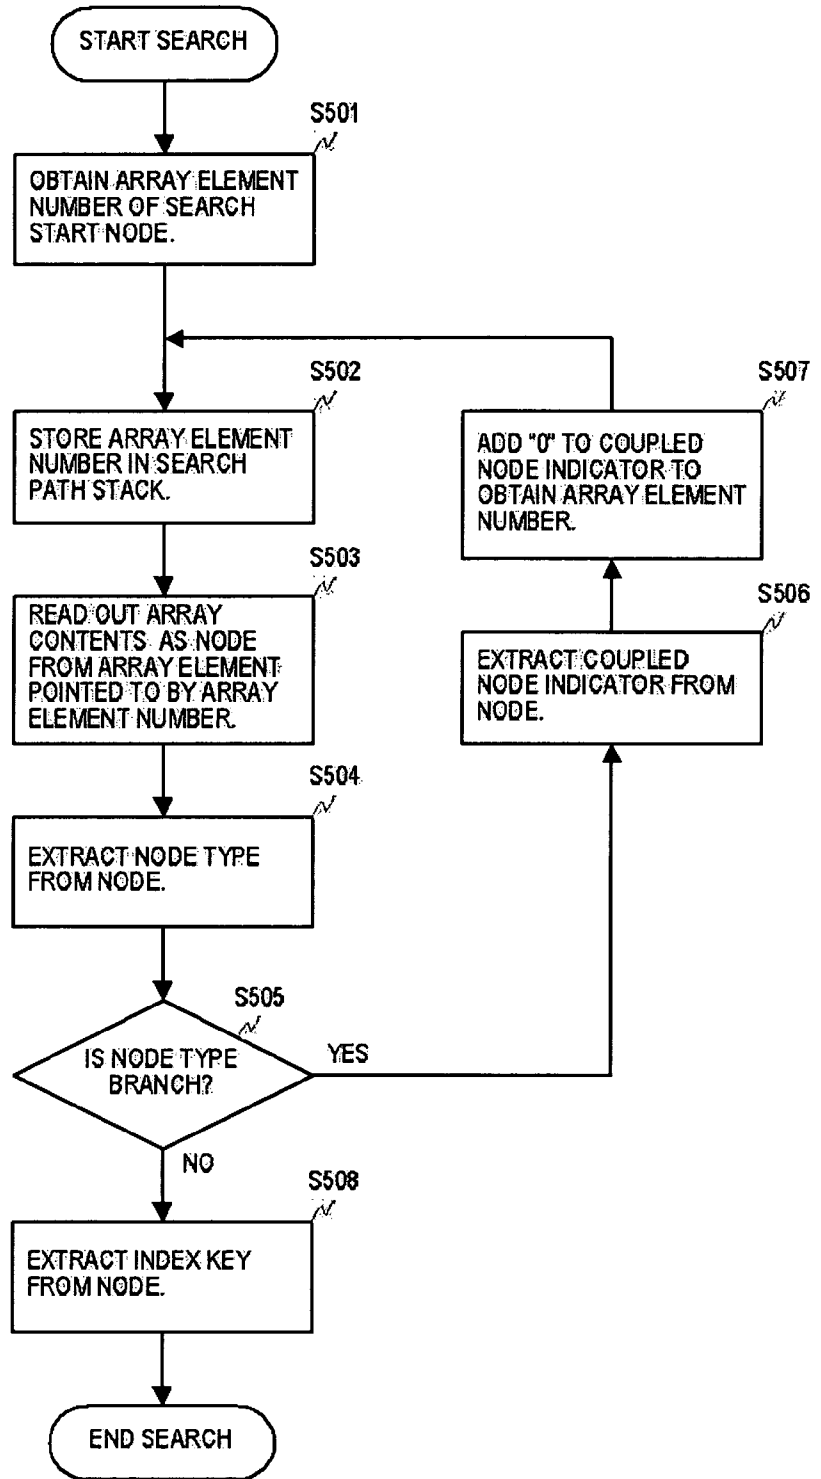 START SEARCH
S501
OBTAIN ARRAY ELEMENT
NUMBER OF SEARCH
START NODE.
S502
STORE ARRAY ELEMENT
NUMBER IN SEARCH
PATH STACK.
S503
READ OUT ARRAY
CONTENTS AS NODE
FROM ARRAY ELEMENT
POINTED TO BY ARRAY
ELEMENT NUMBER.
S504
EXTRACT NODE TYPE
FROM NODE.
S505
IS NODE TYPE
BRANCH?
YES
NO
S506
EXTRACT COUPLED
NODE INDICATOR FROM
NODE.
S507
ADD "0" TO COUPLED
NODE INDICATOR TO
OBTAIN ARRAY ELEMENT
NUMBER.
S508
EXTRACT INDEX KEY
FROM NODE.
END SEARCH